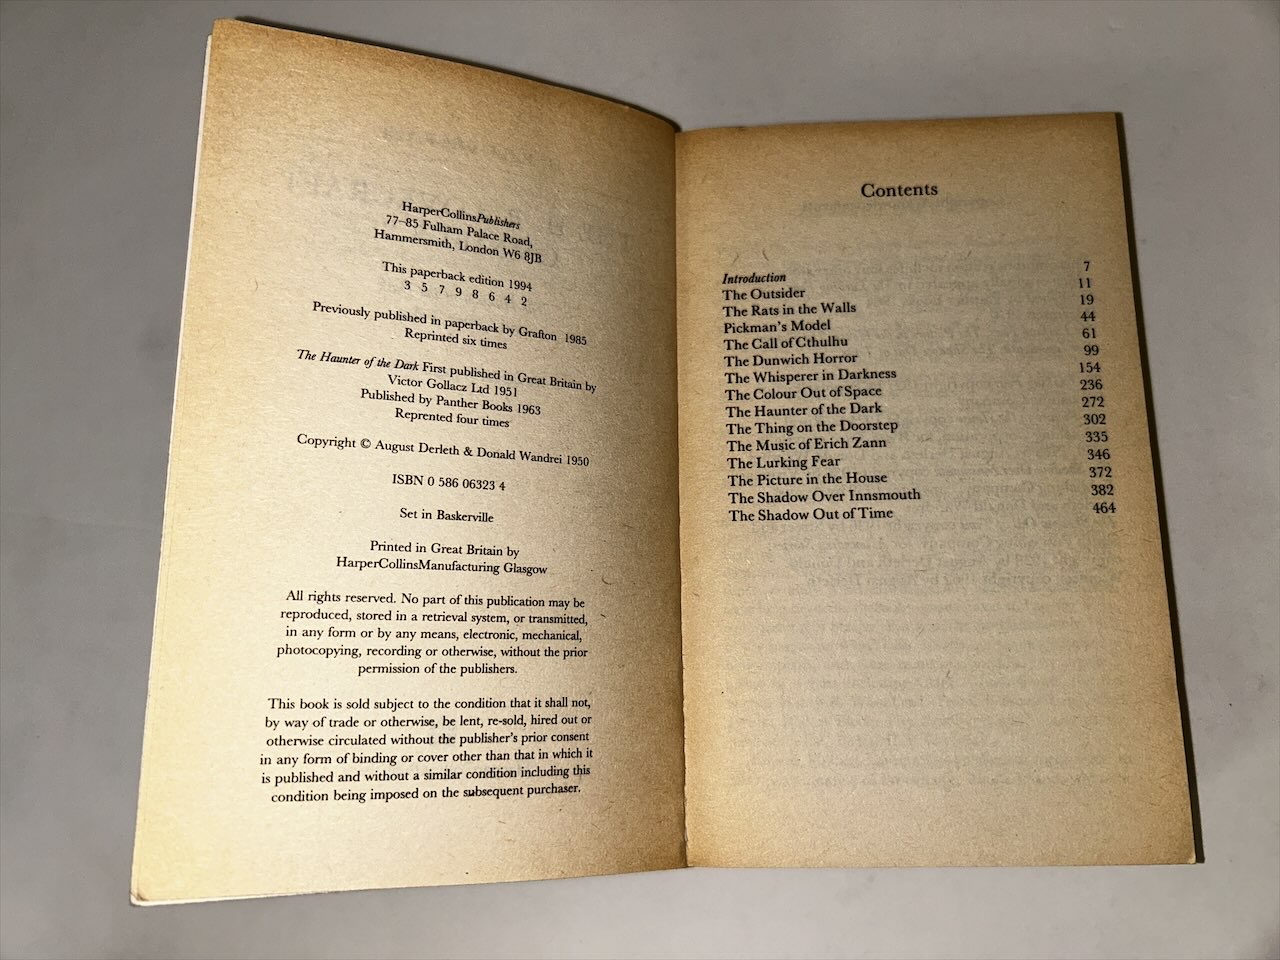 HarperCollinsPublishers
77–85 Fulham Palace Road,
Hammersmith, London W6 8JB
This paperback edition 1994
3 5 7 9 8 6 4 2
Previously published in paperback by Grafton 1985
Reprinted six times
The Haunter of the Dark First published in Great Britain by
Victor Gollacz Ltd 1951
Published by Panther Books 1963
Reprented four times
Copyright © August Derleth & Donald Wandrei 1950
ISBN 0 586 06323 4
Set in Baskerville
Printed in Great Britain by
HarperCollinsManufacturing Glasgow
All rights reserved. No part of this publication may be
reproduced, stored in a retrieval system, or transmitted,
in any form or by any means, electronic, mechanical,
photocopying, recording or otherwise, without the prior
permission of the publishers.
This book is sold subject to the condition that it shall not,
by way of trade or otherwise, be lent, re-sold, hired out or
otherwise circulated without the publisher's prior consent
in any form of binding or cover other than that in which it
is published and without a similar condition including this
condition being imposed on the subsequent purchaser.
Contents
Introduction 7
The Outsider 11
The Rats in the Walls 19
Pickman's Model 44
The Call of Cthulhu 61
The Dunwich Horror 99
The Whisperer in Darkness 154
The Colour Out of Space 236
The Haunter of the Dark 272
The Thing on the Doorstep 302
The Music of Erich Zann 335
The Lurking Fear 346
The Picture in the House 372
The Shadow Over Innsmouth 382
The Shadow Out of Time 464